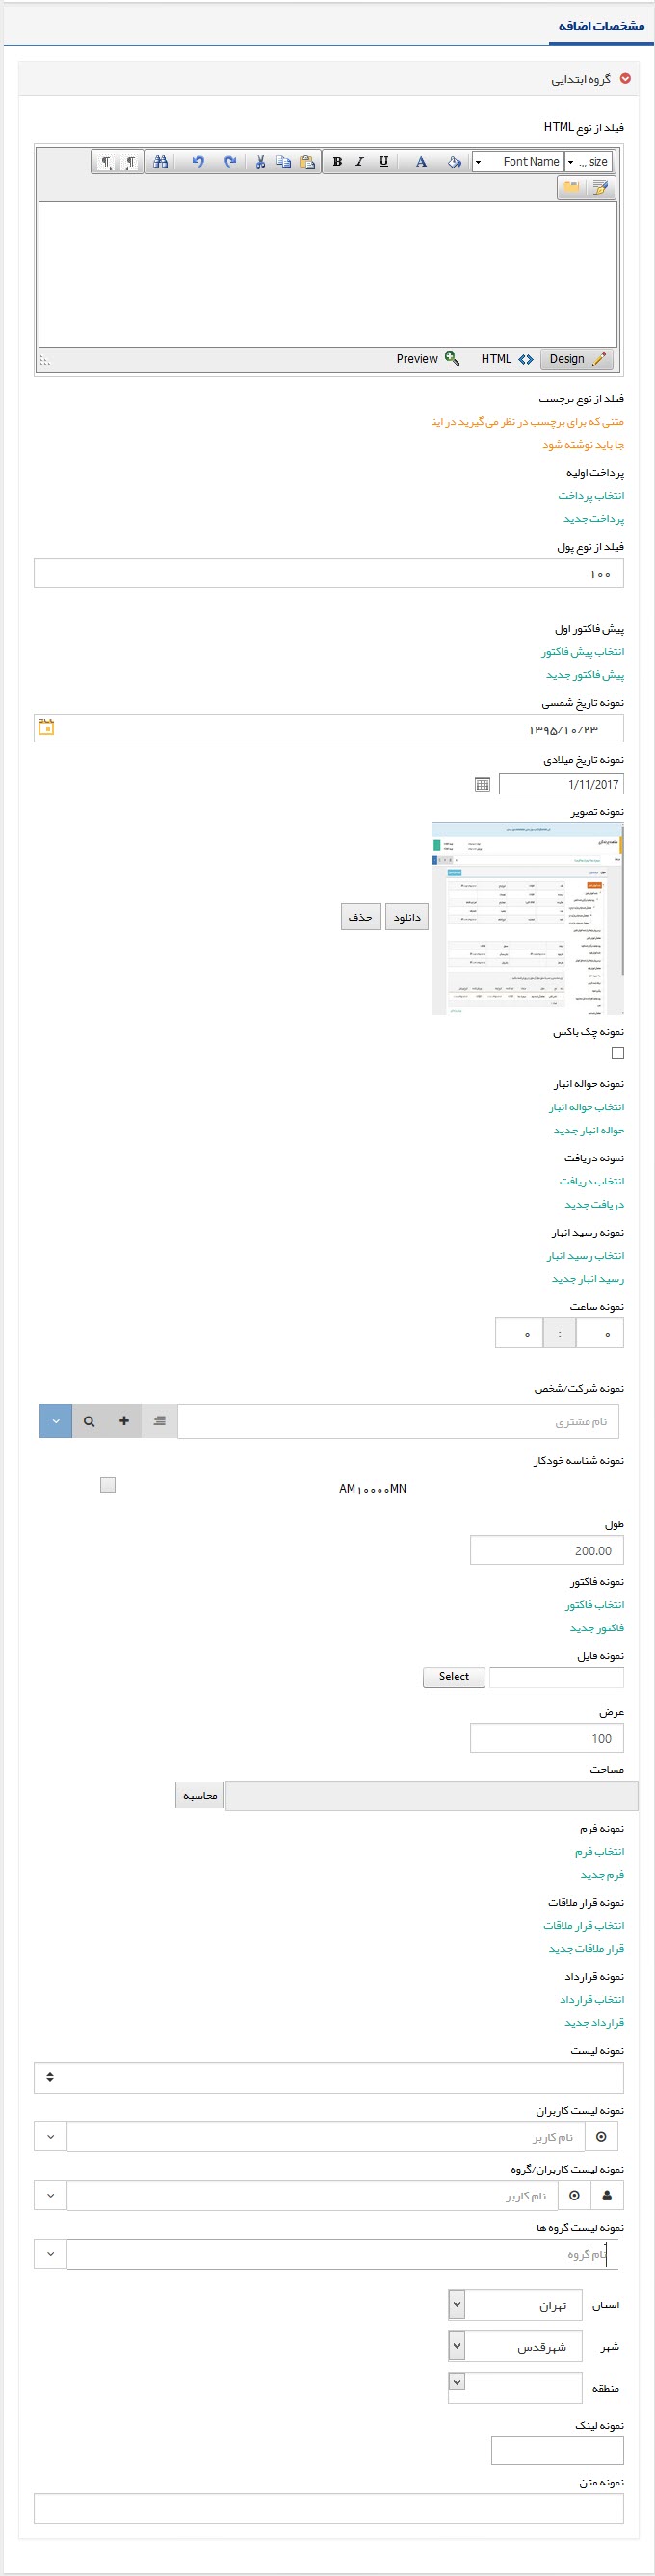 مشخصات اضافه
گروه ابتدایی
فیلد از نوع HTML
Font Name
size ...
Preview HTML Design
فیلد از نوع برچسب
متنی که برای برچسب در نظر می گیرید در این
جا باید نوشته شود
پرداخت اولیه
انتخاب پرداخت
پرداخت جدید
فیلد از نوع پول
۱۰۰
پیش فاکتور اول
انتخاب پیش فاکتور
پیش فاکتور جدید
نمونه تاریخ شمسی
۱۳۹۵/۱۰/۲۳
نمونه تاریخ میلادی
1/11/2017
نمونه تصویر
دانلود حذف
نمونه چک باکس
نمونه حواله انبار
انتخاب حواله انبار
حواله انبار جدید
نمونه دریافت
انتخاب دریافت
دریافت جدید
نمونه رسید انبار
انتخاب رسید انبار
رسید انبار جدید
نمونه ساعت
۰ : ۰
نمونه شرکت/شخص
نام مشتری
نمونه شناسه خودکار
AM۱۰۰۰۰MN
طول
200.00
نمونه فاکتور
انتخاب فاکتور
فاکتور جدید
نمونه فایل
Select
عرض
100
مساحت
محاسبه
نمونه فرم
انتخاب فرم
فرم جدید
نمونه قرار ملاقات
انتخاب قرار ملاقات
قرار ملاقات جدید
نمونه قرارداد
انتخاب قرارداد
قرارداد جدید
نمونه لیست
نمونه لیست کاربران
نام کاربر
نمونه لیست کاربران/گروه
نام کاربر
نمونه لیست گروه ها
نام گروه
استان تهران
شهر شهرقدس
منطقه
نمونه لینک
نمونه متن